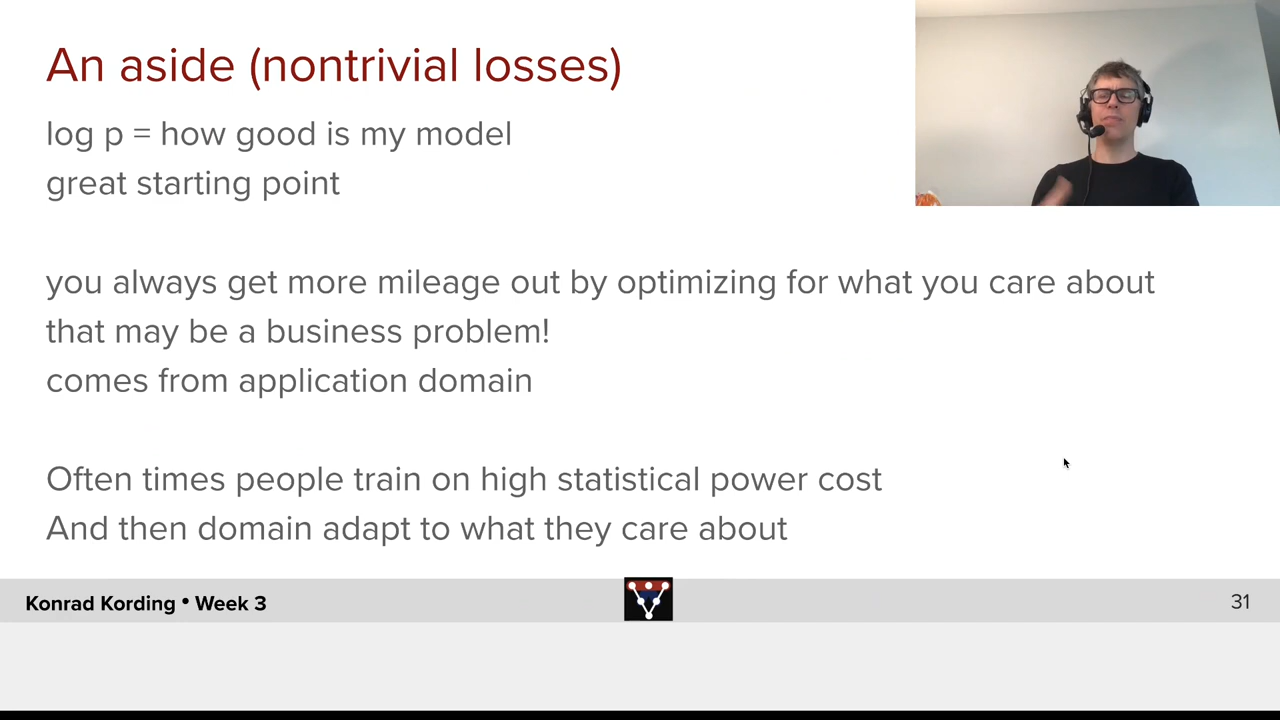 An aside (nontrivial losses)
log p = how good is my model
great starting point
you always get more mileage out by optimizing for what you care about
that may be a business problem!
comes from application domain
Often times people train on high statistical power cost
And then domain adapt to what they care about
Konrad Kording • Week 3
31